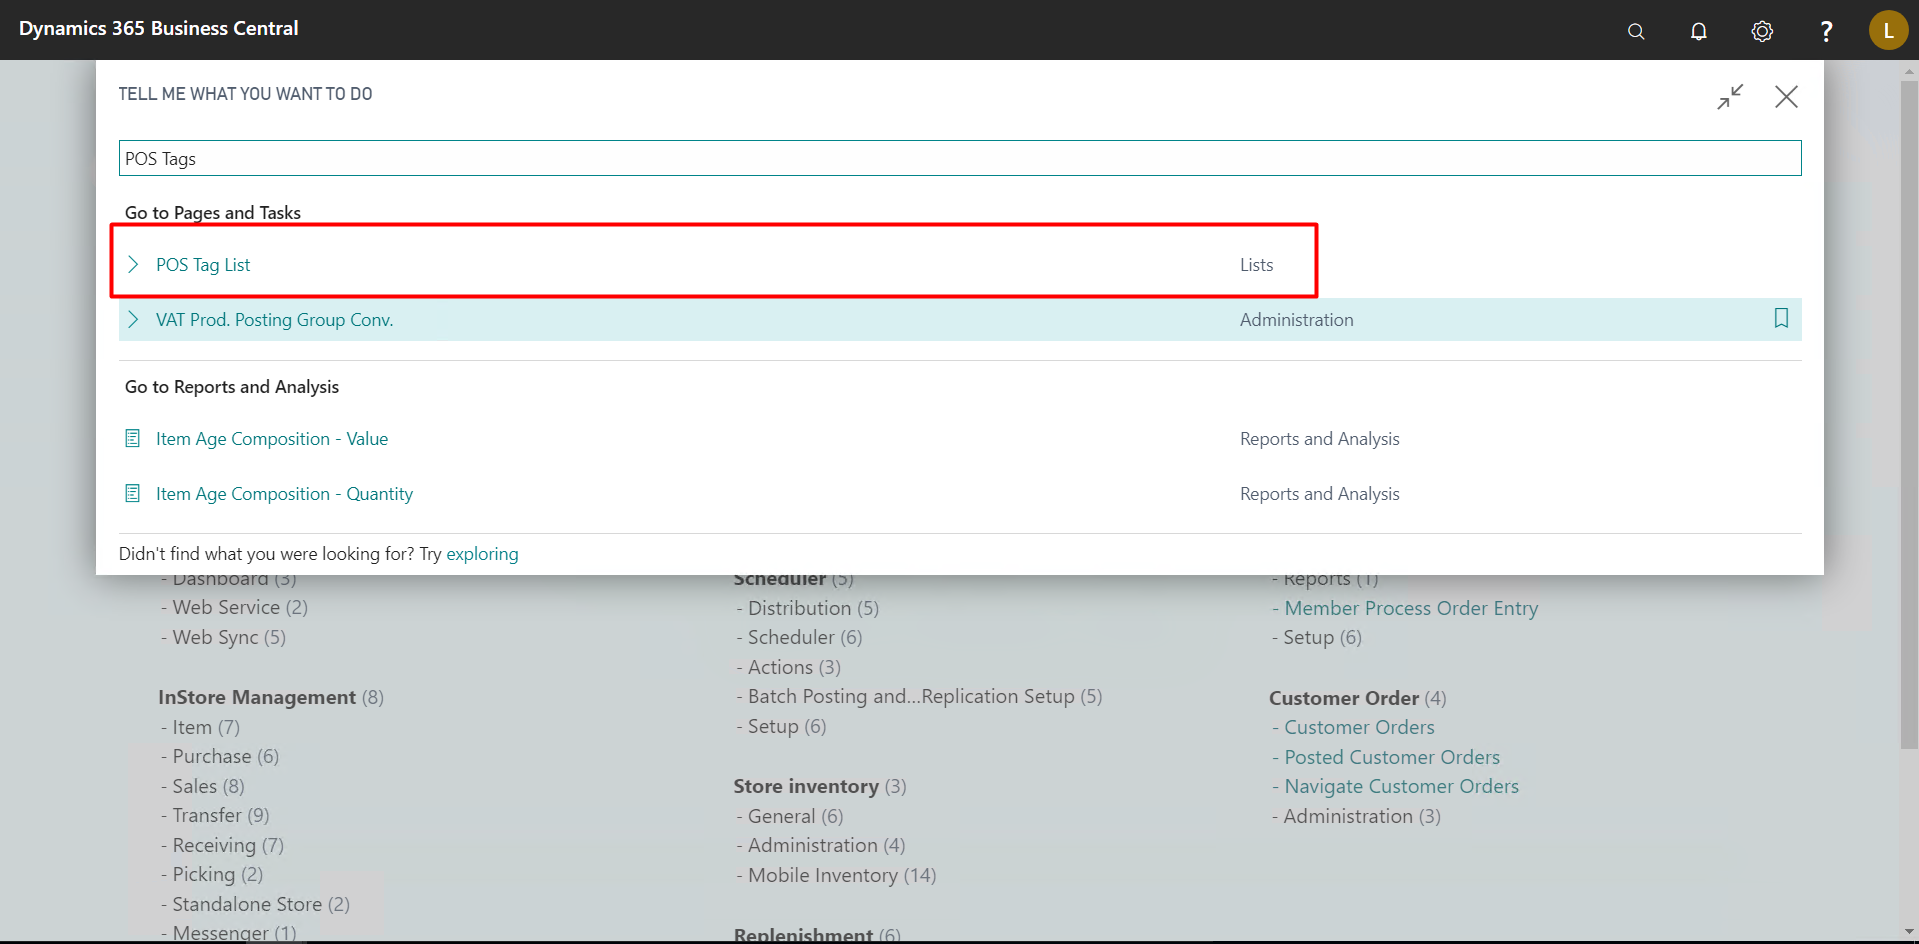 Dynamics 365 Business Central
?
L
TELL ME WHAT YOU WANT TO DO
POS Tags
Go to Pages and Tasks
POS Tag List Lists
VAT Prod. Posting Group Conv. Administration
Go to Reports and Analysis
Item Age Composition - Value Reports and Analysis
Item Age Composition - Quantity Reports and Analysis
Didn't find what you were looking for? Try exploring
- Dashboard (3)
- Web Service (2)
- Web Sync (5)
InStore Management (8)
- Item (7)
- Purchase (6)
- Sales (8)
- Transfer (9)
- Receiving (7)
- Picking (2)
- Standalone Store (2)
- Messenger (1)
Scheduler (5)
- Distribution (5)
- Scheduler (6)
- Actions (3)
- Batch Posting and...Replication Setup (5)
- Setup (6)
Store inventory (3)
- General (6)
- Administration (4)
- Mobile Inventory (14)
Replenishment (6)
- Reports (1)
- Member Process Order Entry
- Setup (6)
Customer Order (4)
- Customer Orders
- Posted Customer Orders
- Navigate Customer Orders
- Administration (3)